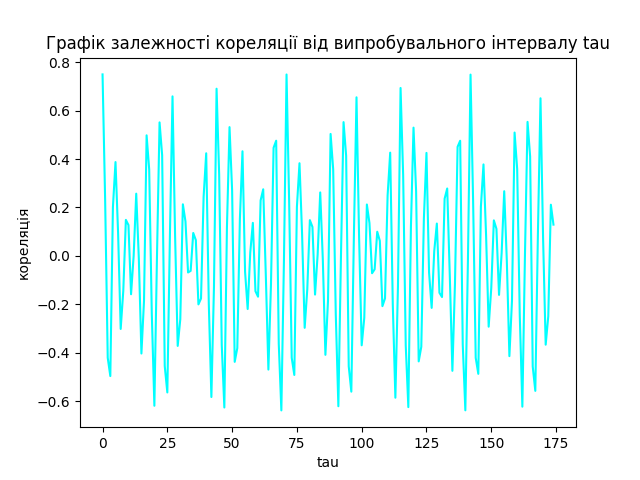 Графік залежності кореляції від випробувального інтервалу tau
0.8
0.6
0.4
0.2
0.0
−0.2
−0.4
−0.6
кореляція
0 25 50 75 100 125 150 175
tau